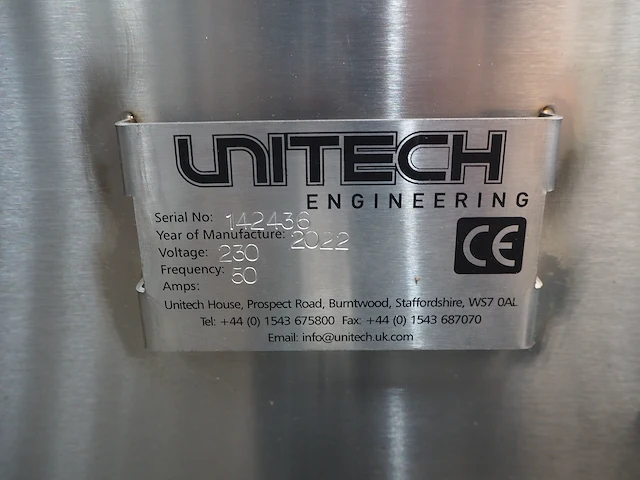 UNITECH
ENGINEERING
Serial No: 142436
Year of Manufacture: 2022
Voltage: 230
Frequency: 50
Amps:
CE
Unitech House, Prospect Road, Burntwood, Staffordshire, WS7 0AL
Tel: +44 (0) 1543 675800 Fax: +44 (0) 1543 687070
Email: info@unitech.uk.com